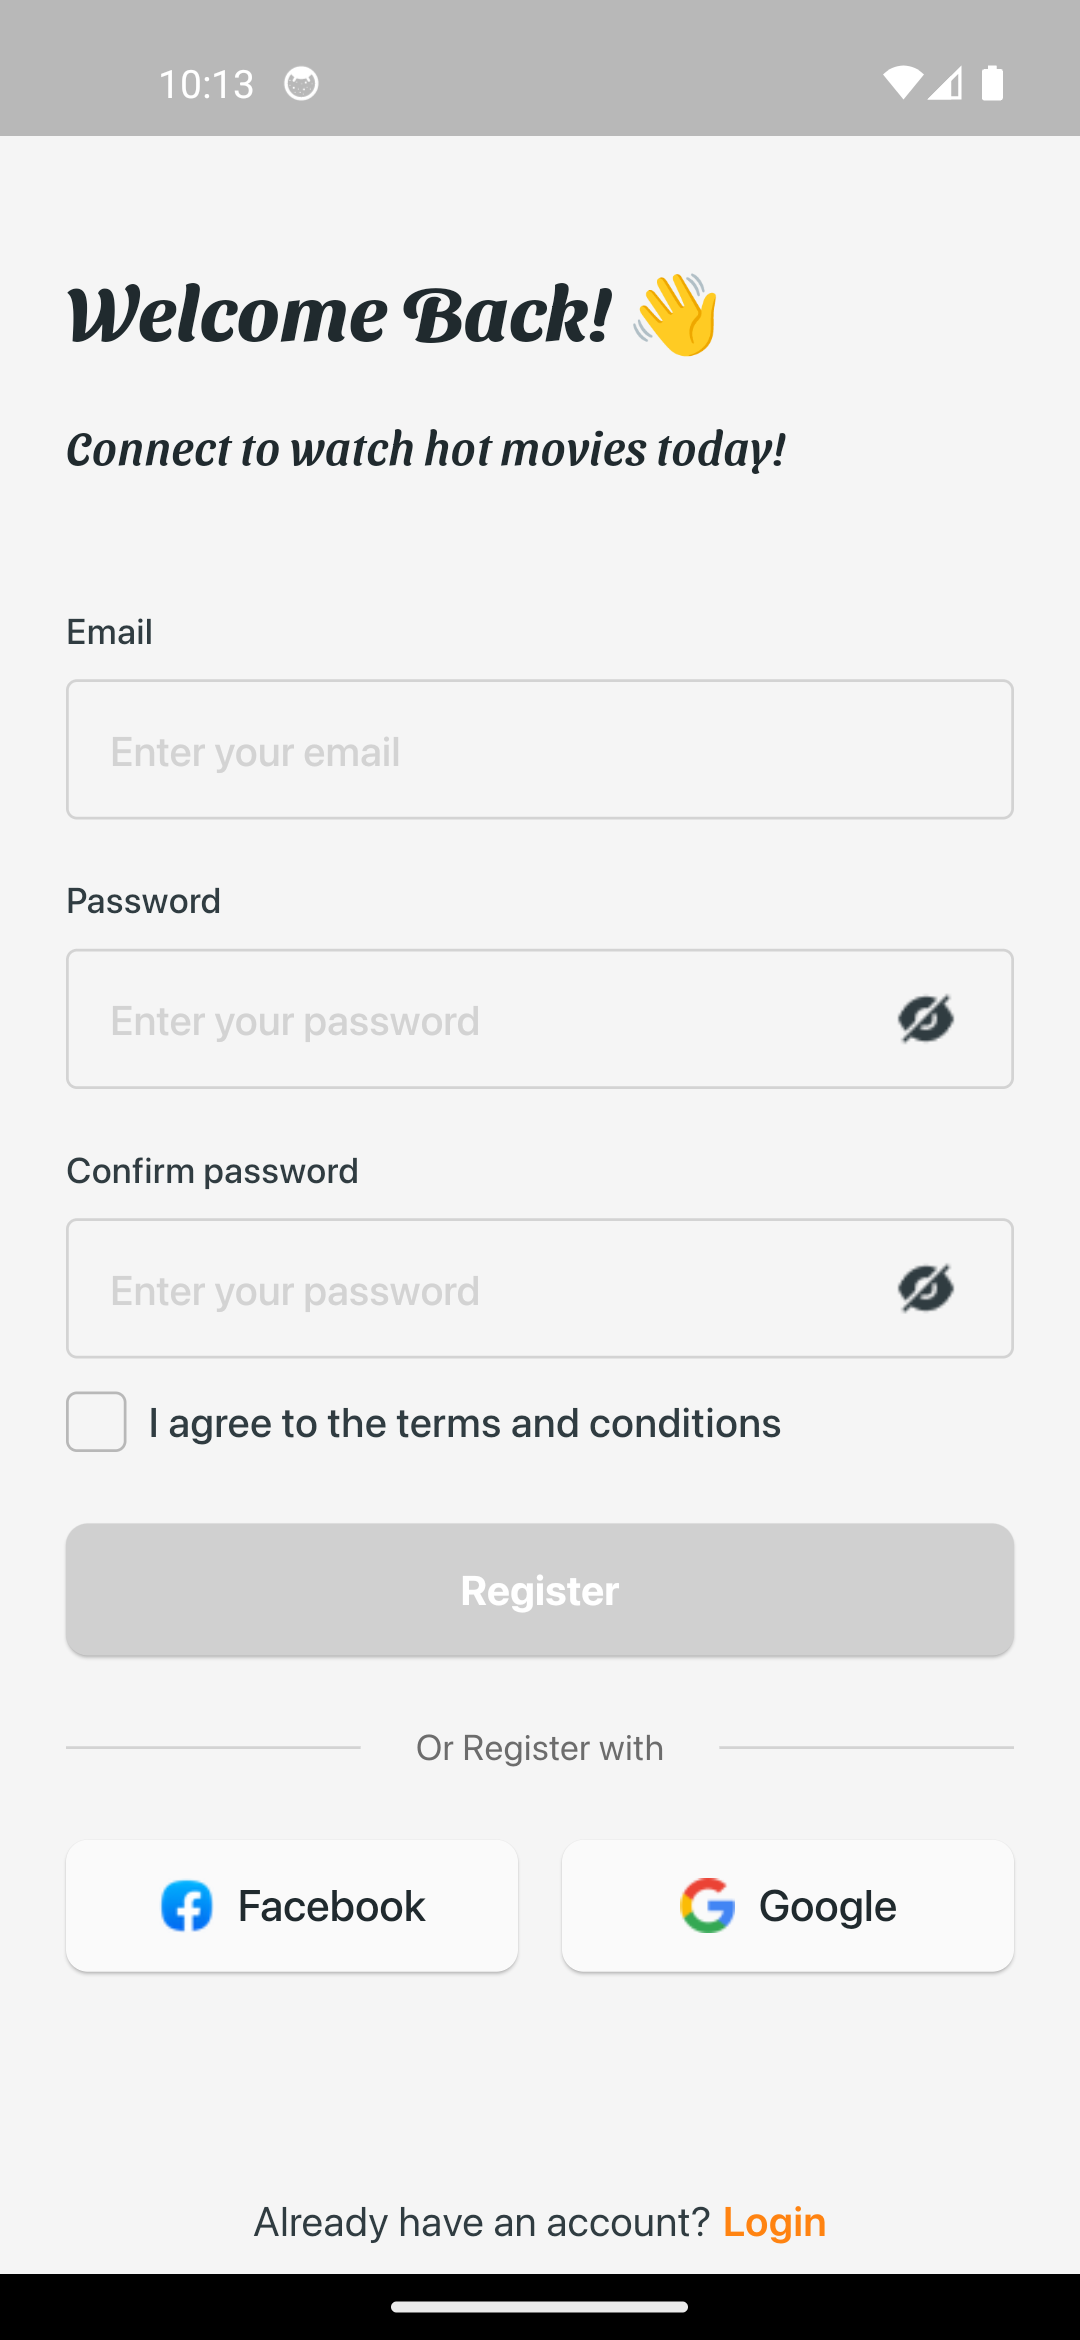 10:13
Welcome Back! 👋
Connect to watch hot movies today!
Email
Enter your email
Password
Enter your password
Confirm password
Enter your password
I agree to the terms and conditions
Register
Or Register with
Facebook
Google
Already have an account? Login